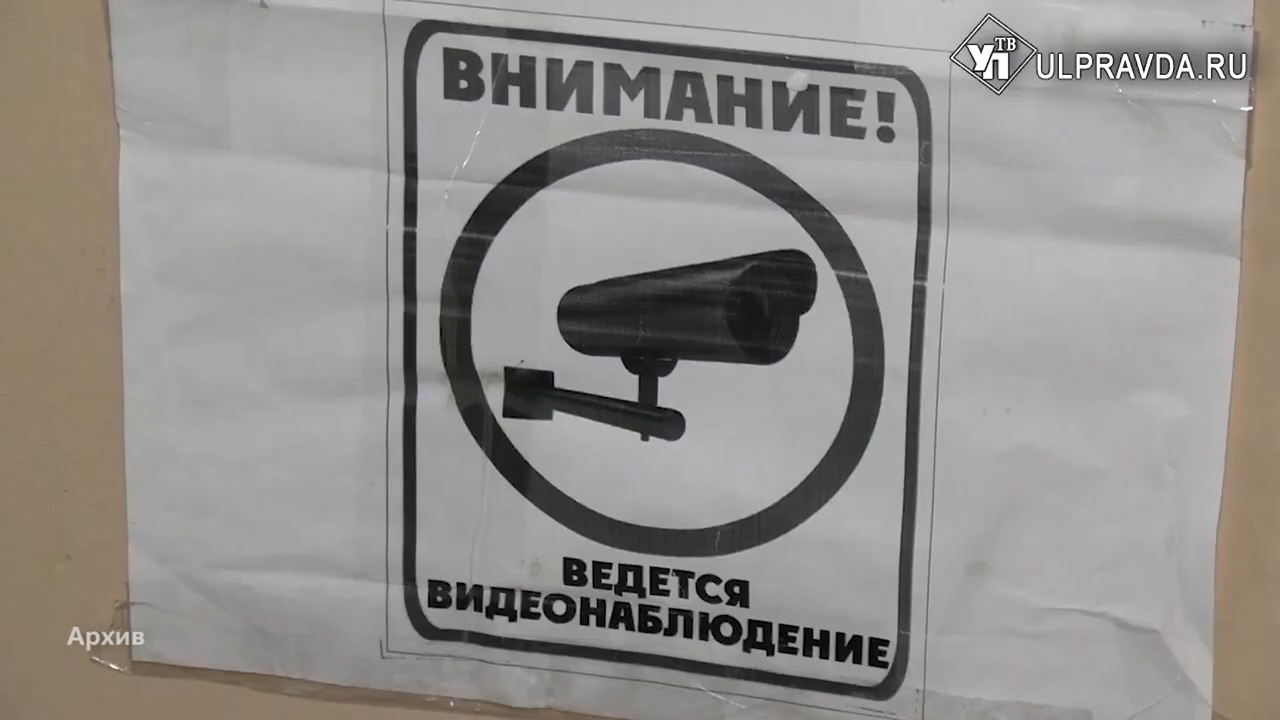 УП ТВ ULPRAVDA.RU
ВНИМАНИЕ!
ВЕДЕТСЯ
ВИДЕОНАБЛЮДЕНИЕ
Архив